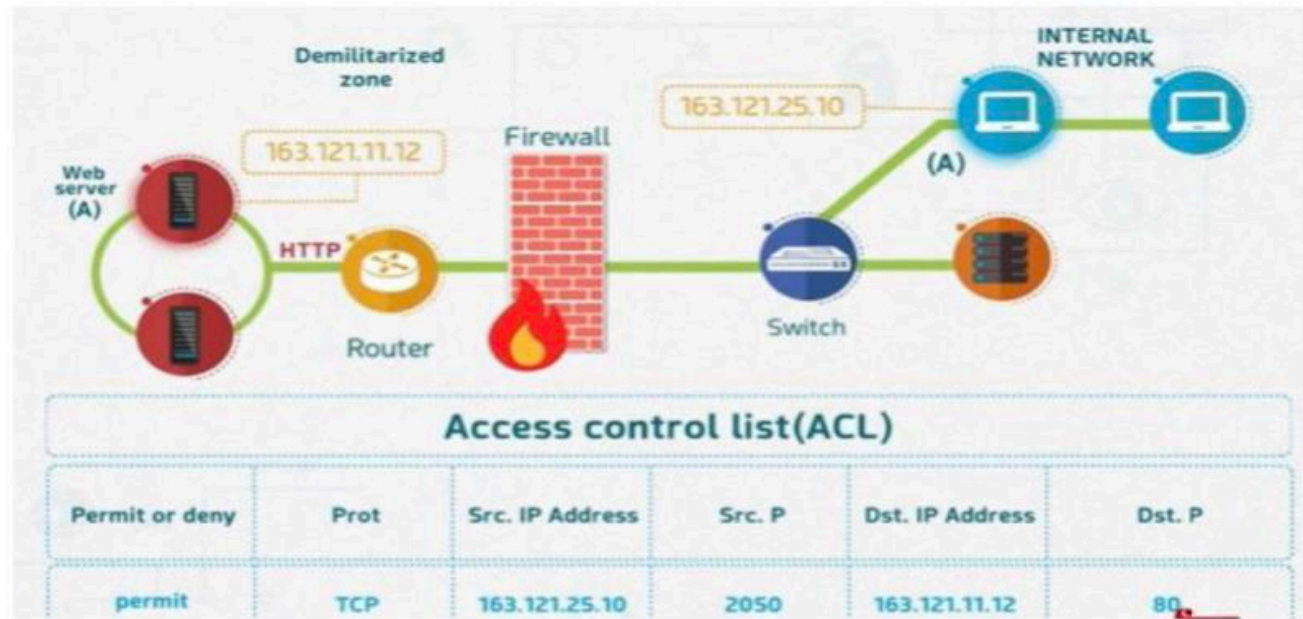 Demilitarized
zone
INTERNAL
NETWORK
163.121.25.10
Firewall
163.121.11.12
(A)
Web
server
(A)
HTTP
Router
Switch
Access control list(ACL)
Permit or deny Prot Src. IP Address Src. P Dst. IP Address Dst. P
permit TCP 163.121.25.10 2050 163.121.11.12 80